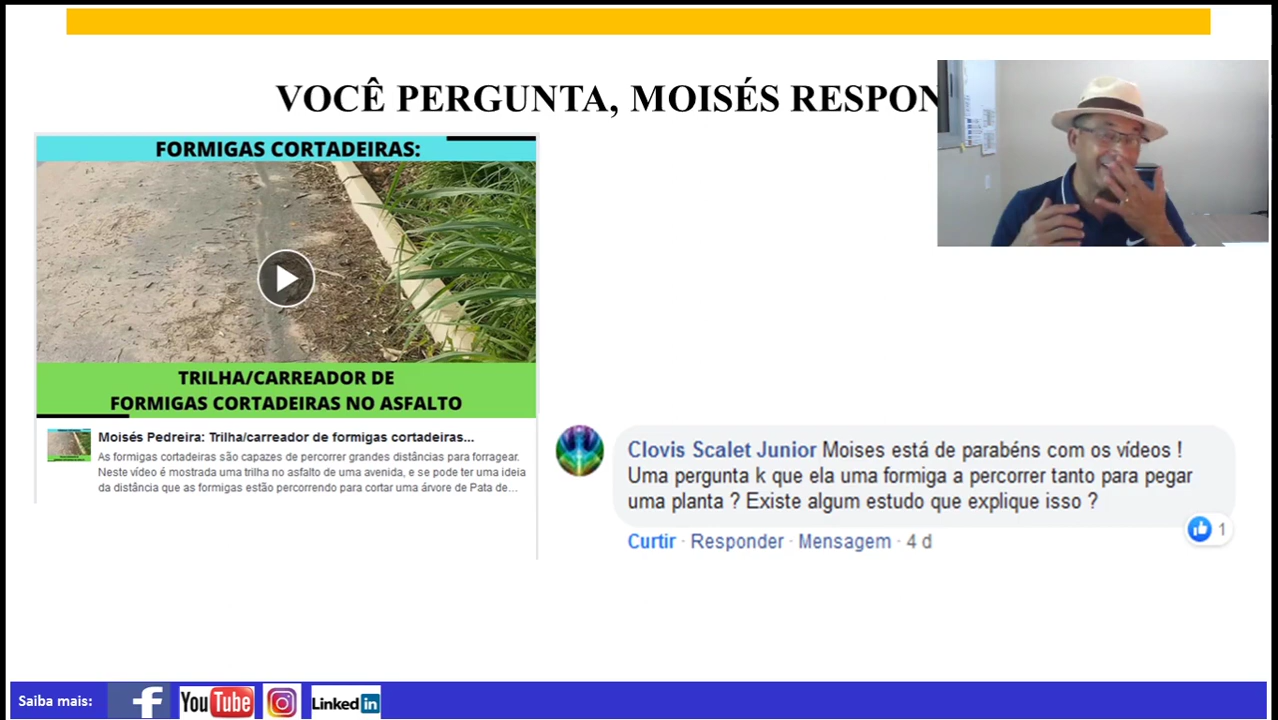 VOCÊ PERGUNTA, MOISÉS RESPON
FORMIGAS CORTADEIRAS:
TRILHA/CARREADOR DE
FORMIGAS CORTADEIRAS NO ASFALTO
Moisés Pedreira: Trilha/carreador de formigas cortadeiras...
As formigas cortadeiras são capazes de percorrer grandes distâncias para forragear.
Neste vídeo é mostrada uma trilha no asfalto de uma avenida, e se pode ter uma ideia
da distância que as formigas estão percorrendo para cortar uma árvore de Pata de...
Clovis Scalet Junior Moises está de parabéns com os vídeos !
Uma pergunta k que ela uma formiga a percorrer tanto para pegar
uma planta ? Existe algum estudo que explique isso ?
1
Curtir · Responder · Mensagem · 4 d
Saiba mais:
f
YouTube
Linked in